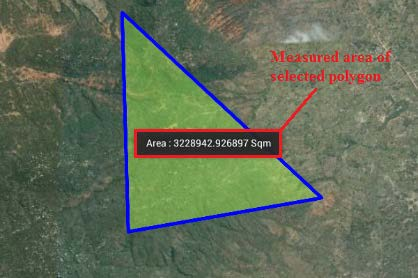 Measured area of
selected polygon
Area : 3228942.926897 Sqm